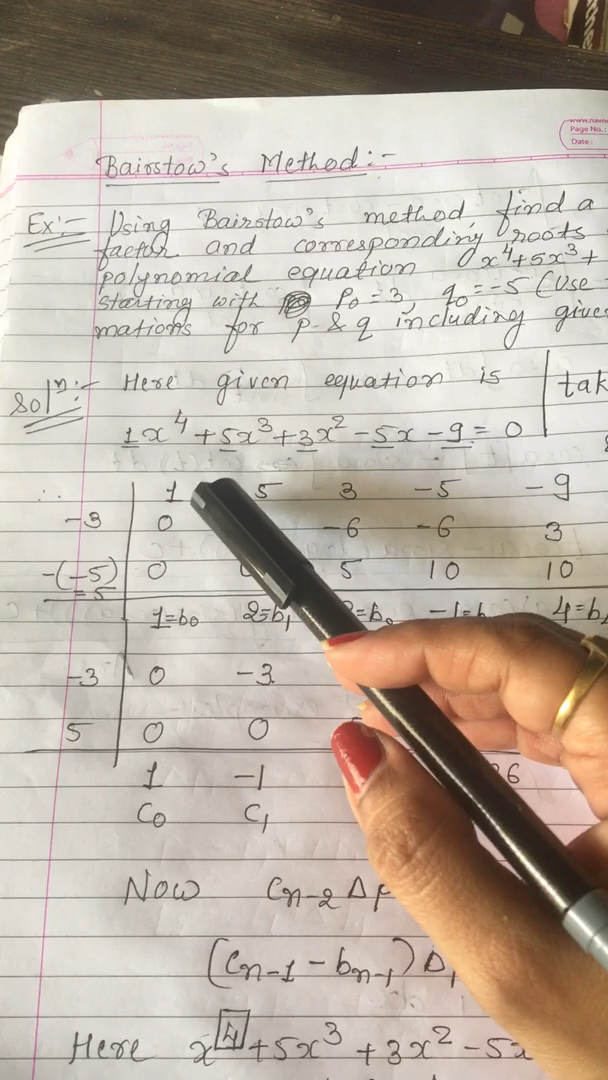 www.navne
Page No.:
Date:
Bairstow's Method:-
Ex:- Using Bairstow's method, find a
factor and corresponding roots
polynomial equation x⁴+5x³+
starting with p₀=3, q₀=-5 (Use
mations for p & q including give
Solⁿ:- Here given equation is | tak
1x⁴+5x³+3x²-5x-9=0
∴ 1 5 3 -5 -9
-3 0 -6 -6 3
-(-5) 0 5 10 10
=5
1=b₀ 2=b₁ -1=b 4=b
-3 0 -3
5 0 0
1 -1
C₀ C₁
Now Cn-2 Δp
(Cn-1 - bn-1)
Here x⁴+5x³+3x²-5x